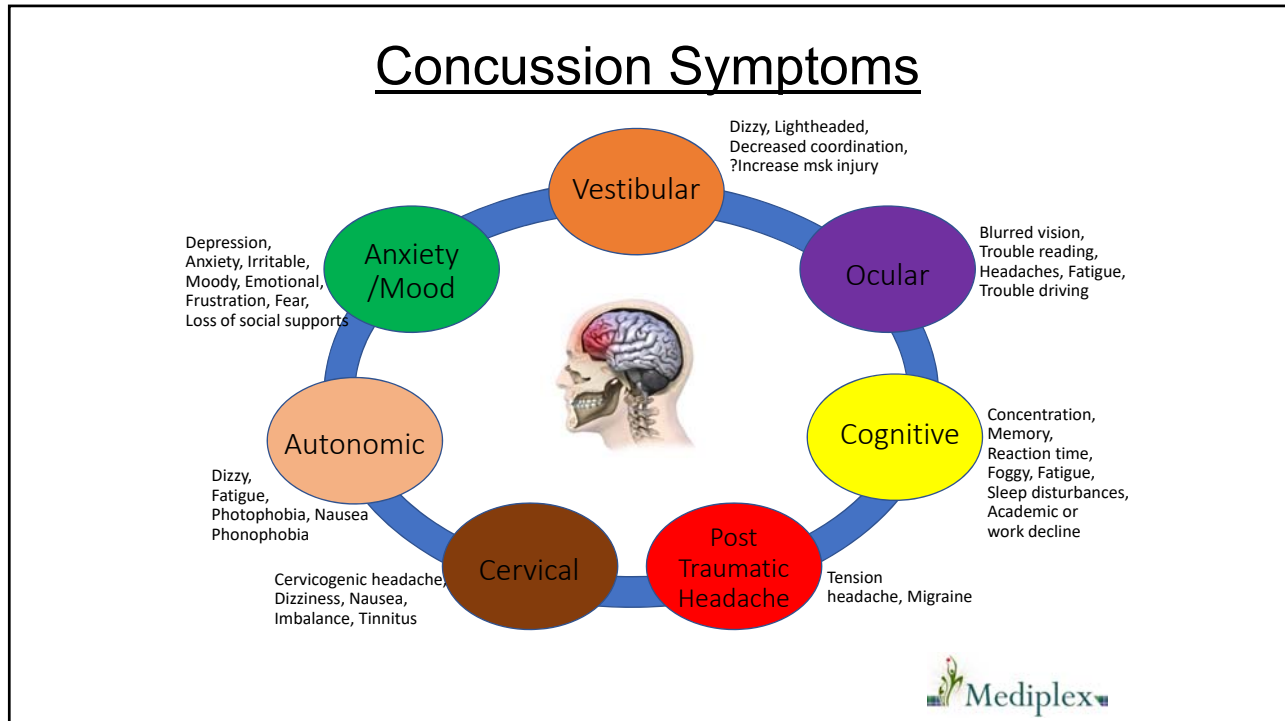 Concussion Symptoms
Vestibular
Dizzy, Lightheaded,
Decreased coordination,
?Increase msk injury
Ocular
Blurred vision,
Trouble reading,
Headaches, Fatigue,
Trouble driving
Cognitive
Concentration,
Memory,
Reaction time,
Foggy, Fatigue,
Sleep disturbances,
Academic or
work decline
Post
Traumatic
Headache
Tension
headache, Migraine
Cervical
Cervicogenic headache,
Dizziness, Nausea,
Imbalance, Tinnitus
Autonomic
Dizzy,
Fatigue,
Photophobia, Nausea
Phonophobia
Anxiety
/Mood
Depression,
Anxiety, Irritable,
Moody, Emotional,
Frustration, Fear,
Loss of social supports
Mediplex